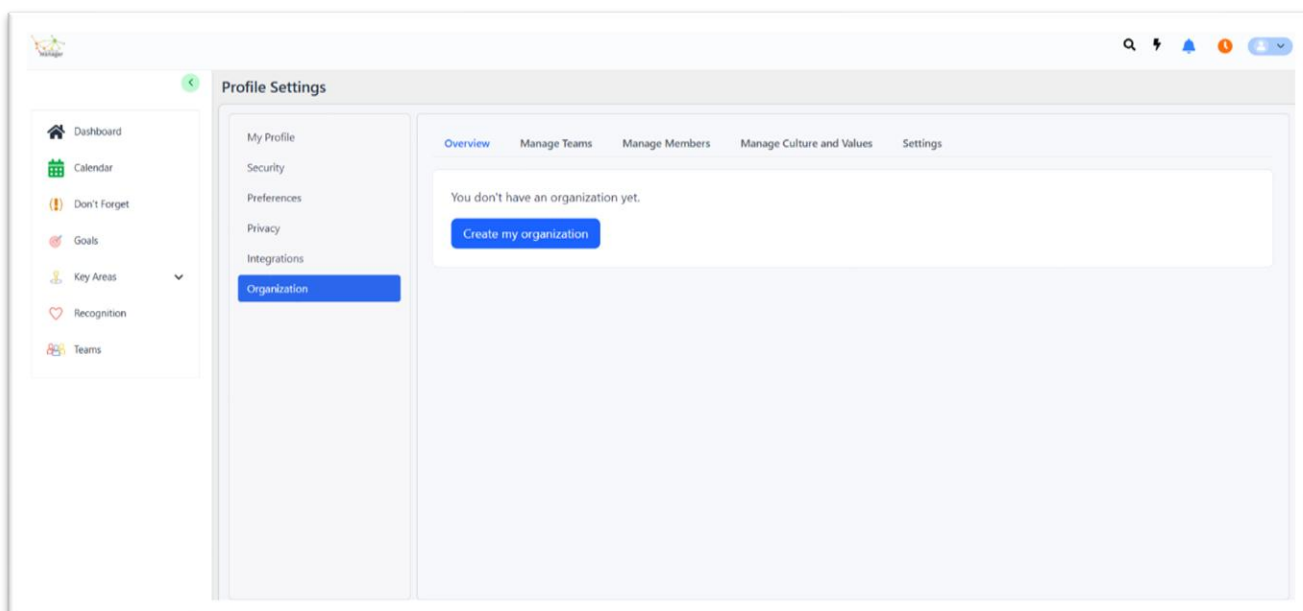 Manager
Profile Settings
Dashboard
Calendar
Don't Forget
Goals
Key Areas
Recognition
Teams
My Profile
Security
Preferences
Privacy
Integrations
Organization
Overview Manage Teams Manage Members Manage Culture and Values Settings
You don't have an organization yet.
Create my organization